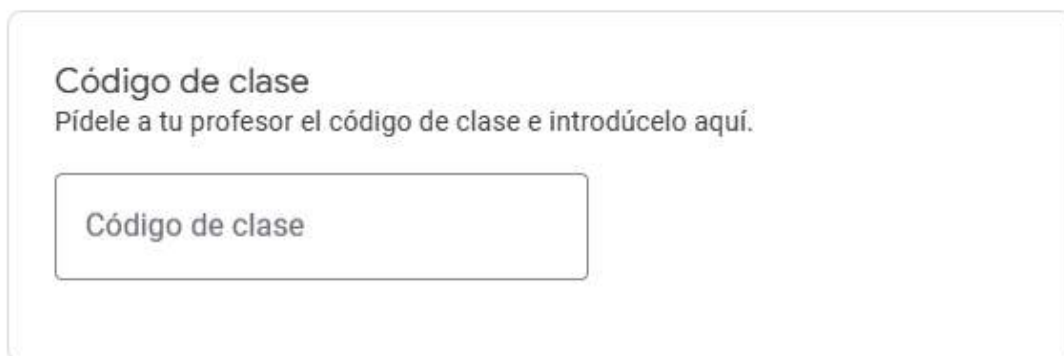 Código de clase
Pídele a tu profesor el código de clase e introdúcelo aquí.
Código de clase